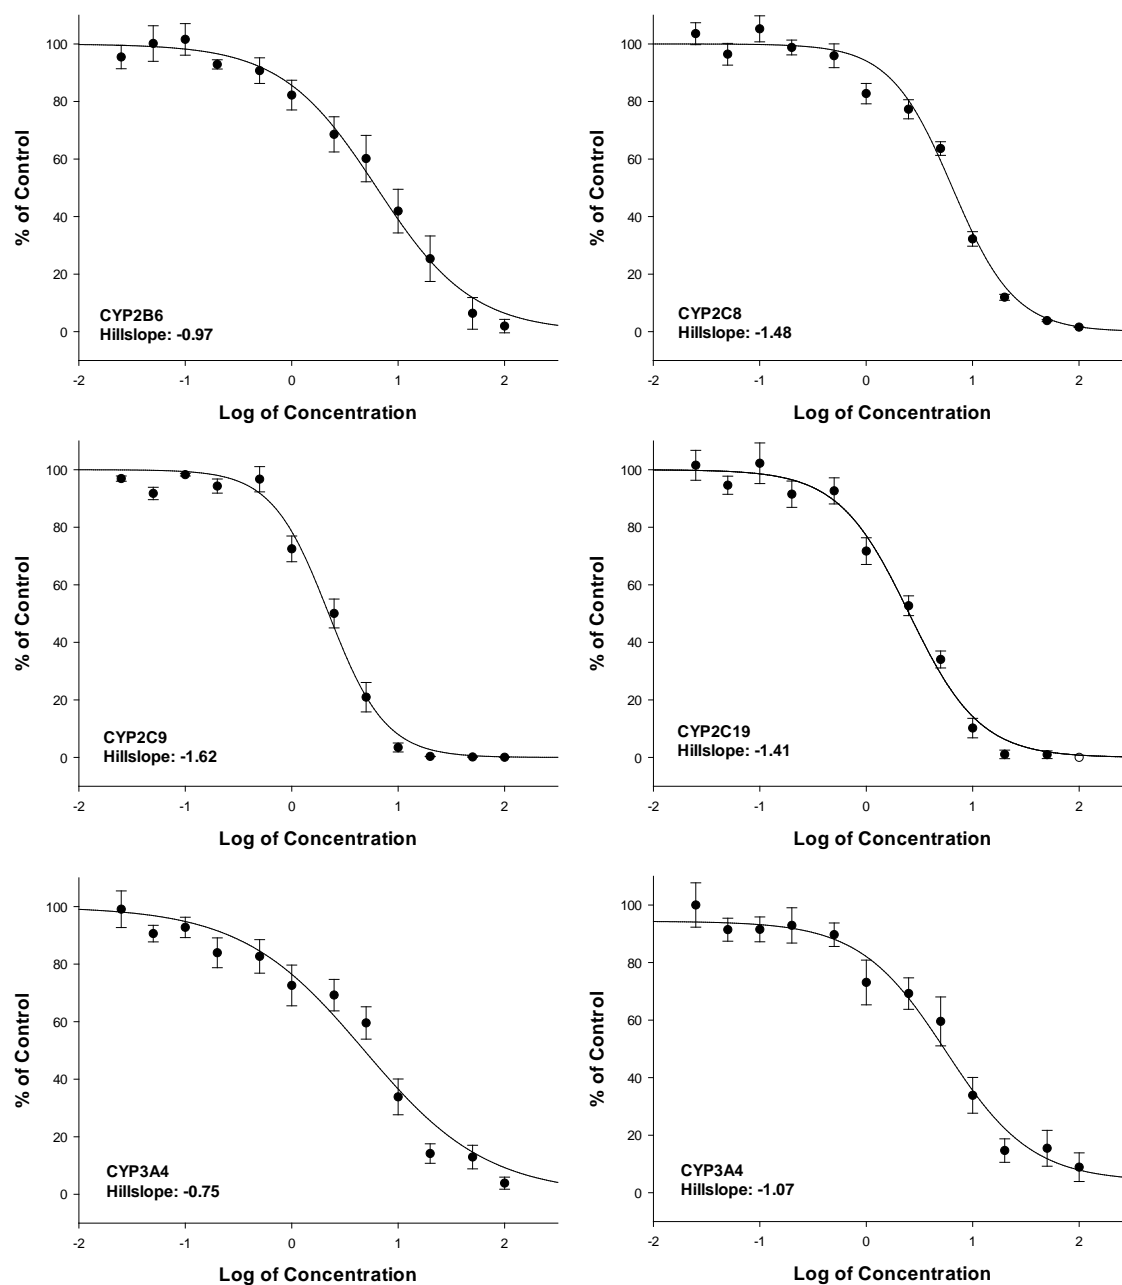 100
80
60
40
20
0
% of Control
CYP2B6
Hillslope: -0.97
-2 -1 0 1 2
Log of Concentration
100
80
60
40
20
0
% of Control
CYP2C8
Hillslope: -1.48
-2 -1 0 1 2
Log of Concentration
100
80
60
40
20
0
% of Control
CYP2C9
Hillslope: -1.62
-2 -1 0 1 2
Log of Concentration
100
80
60
40
20
0
% of Control
CYP2C19
Hillslope: -1.41
-2 -1 0 1 2
Log of Concentration
100
80
60
40
20
0
% of Control
CYP3A4
Hillslope: -0.75
-2 -1 0 1 2
Log of Concentration
100
80
60
40
20
0
% of Control
CYP3A4
Hillslope: -1.07
-2 -1 0 1 2
Log of Concentration